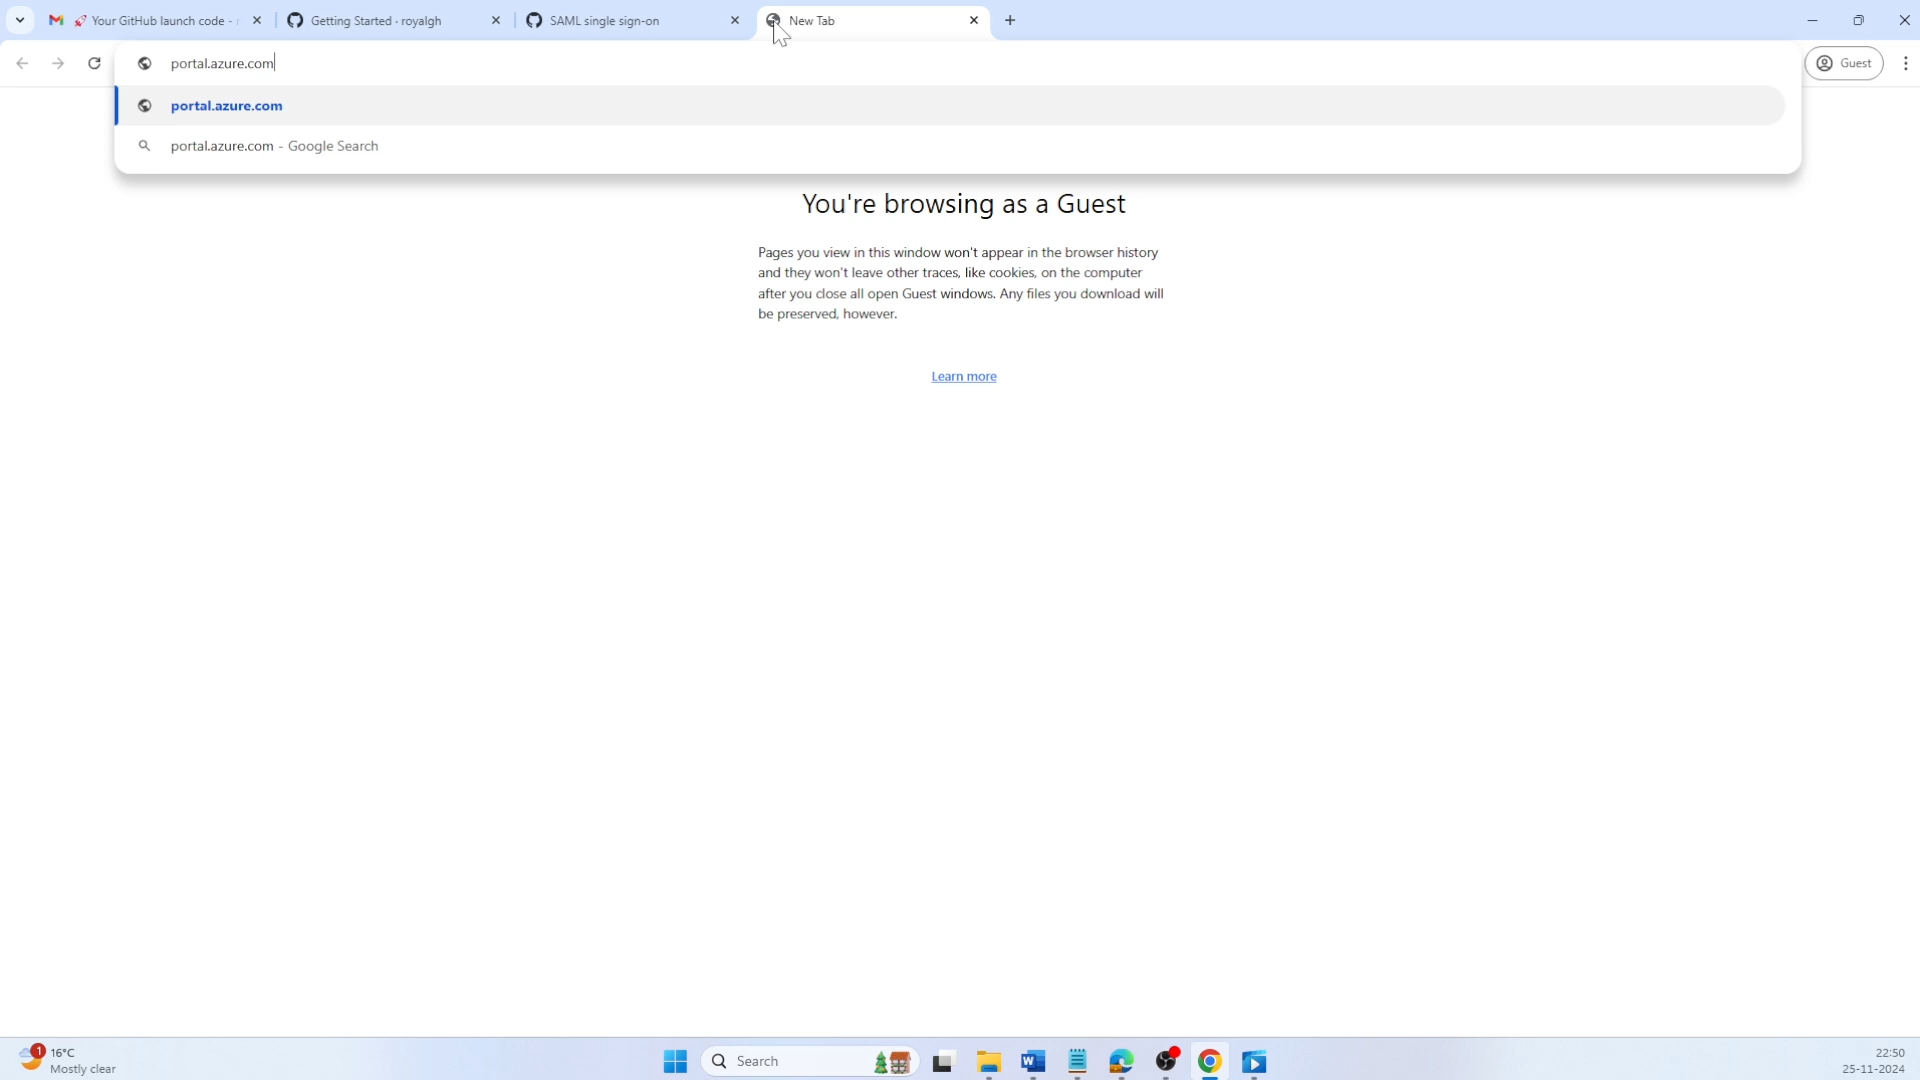 🚀 Your GitHub launch code -
Getting Started - royalgh
SAML single sign-on
New Tab
portal.azure.com
Guest
portal.azure.com
portal.azure.com - Google Search
You're browsing as a Guest
Pages you view in this window won't appear in the browser history
and they won't leave other traces, like cookies, on the computer
after you close all open Guest windows. Any files you download will
be preserved, however.
Learn more
1
16°C
Mostly clear
Search
22:50
25-11-2024